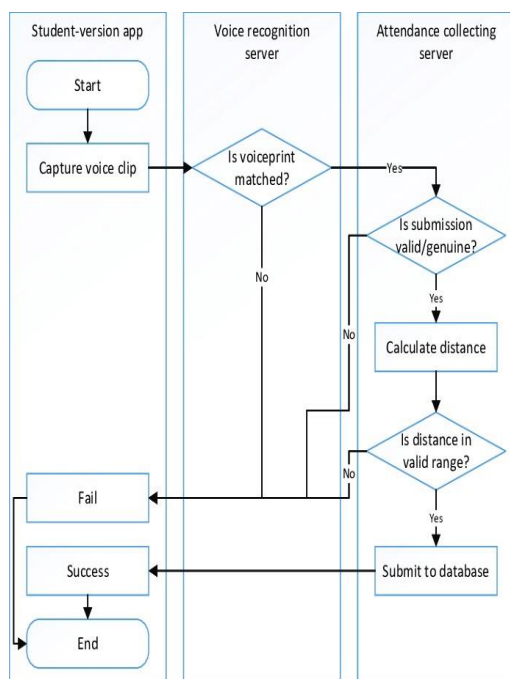 Student-version app
Voice recognition
server
Attendance collecting
server
Start
Capture voice clip
Is voiceprint
matched?
Yes
Is submission
valid/genuine?
No
Yes
No
Calculate distance
Is distance in
valid range?
No
Yes
Fail
Success
Submit to database
End